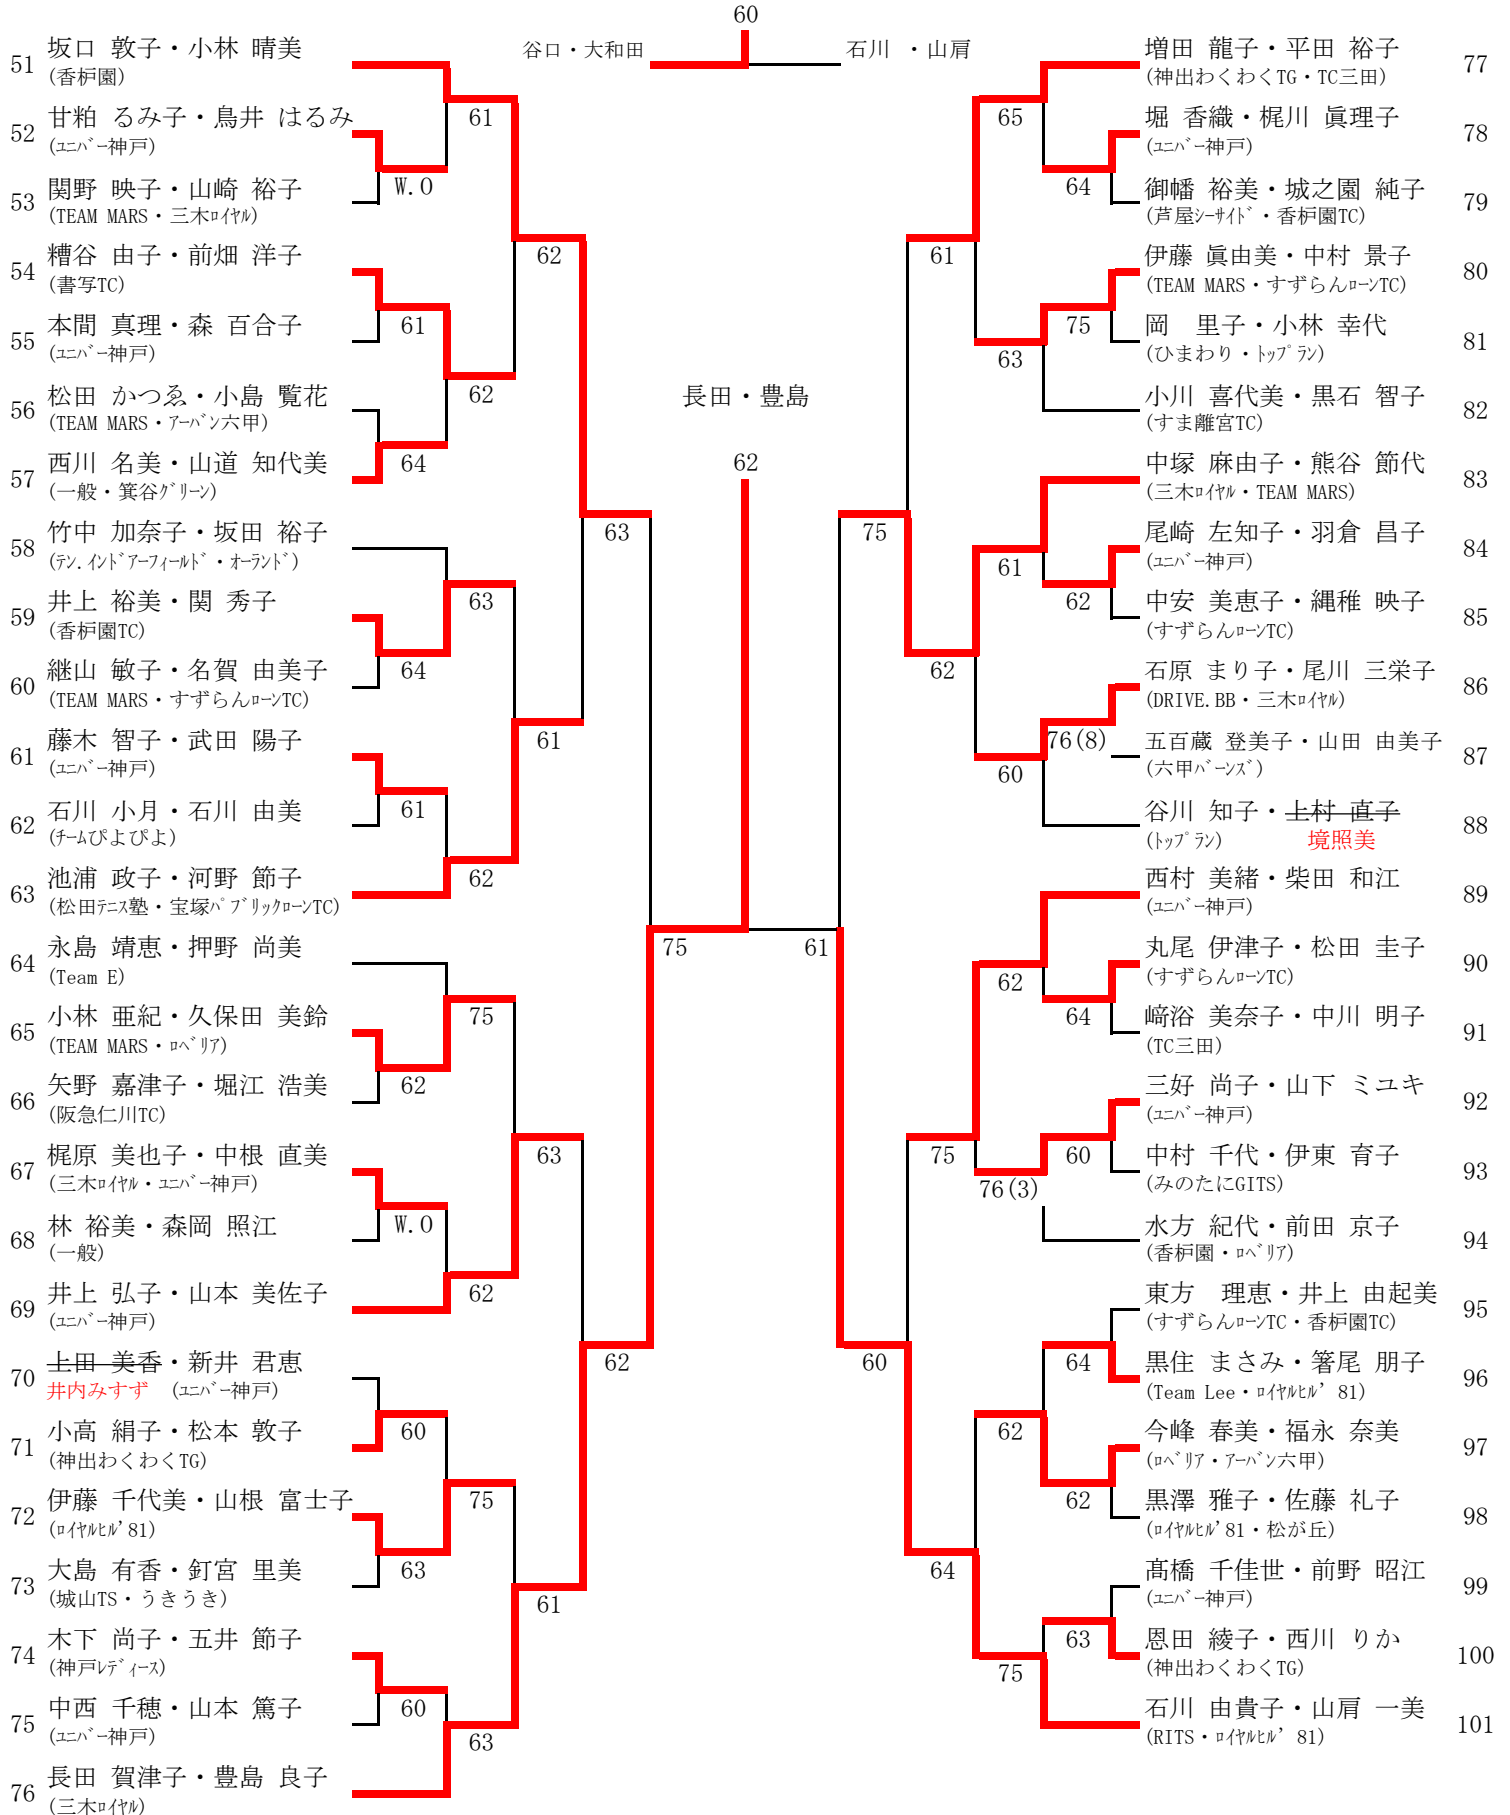 60
谷口・大和田
石川 ・山肩
51 坂口 敦子・小林 晴美
(香枦園)
61
52 甘粕 るみ子・鳥井 はるみ
(ユニバー神戸)
W.O
53 関野 映子・山崎 裕子
(TEAM MARS・三木ロイヤル)
62
54 糟谷 由子・前畑 洋子
(書写TC)
61
55 本間 真理・森 百合子
(ユニバー神戸)
62
56 松田 かつゑ・小島 覧花
(TEAM MARS・アーバン六甲)
64
57 西川 名美・山道 知代美
(一般・箕谷グリーン)
63
58 竹中 加奈子・坂田 裕子
(テン.インドアーフィールド・オーランド)
63
59 井上 裕美・関 秀子
(香枦園TC)
64
60 継山 敏子・名賀 由美子
(TEAM MARS・すずらんローンTC)
61
61 藤木 智子・武田 陽子
(ユニバー神戸)
61
62 石川 小月・石川 由美
(チームぴよぴよ)
62
63 池浦 政子・河野 節子
(松田テニス塾・宝塚パブリックローンTC)
75
64 永島 靖恵・押野 尚美
(Team E)
75
65 小林 亜紀・久保田 美鈴
(TEAM MARS・ロベリア)
62
66 矢野 嘉津子・堀江 浩美
(阪急仁川TC)
63
67 梶原 美也子・中根 直美
(三木ロイヤル・ユニバー神戸)
W.O
68 林 裕美・森岡 照江
(一般)
62
69 井上 弘子・山本 美佐子
(ユニバー神戸)
62
70 上田 美香・新井 君恵
井内みすず (ユニバー神戸)
60
71 小高 絹子・松本 敦子
(神出わくわくTG)
75
72 伊藤 千代美・山根 富士子
(ロイヤルヒル'81)
63
73 大島 有香・釘宮 里美
(城山TS・うきうき)
61
74 木下 尚子・五井 節子
(神戸レディース)
60
75 中西 千穂・山本 篤子
(ユニバー神戸)
63
76 長田 賀津子・豊島 良子
(三木ロイヤル)
長田・豊島
62
増田 龍子・平田 裕子 77
(神出わくわくTG・TC三田)
65
堀 香織・梶川 眞理子 78
(ユニバー神戸)
64
御幡 裕美・城之園 純子 79
(芦屋シーサイド・香枦園TC)
61
伊藤 眞由美・中村 景子 80
(TEAM MARS・すずらんローンTC)
75
岡 里子・小林 幸代 81
(ひまわり・トップラン)
63
小川 喜代美・黒石 智子 82
(すま離宮TC)
中塚 麻由子・熊谷 節代 83
(三木ロイヤル・TEAM MARS)
75
尾崎 左知子・羽倉 昌子 84
(ユニバー神戸)
61
62
中安 美恵子・縄稚 映子 85
(すずらんローンTC)
62
石原 まり子・尾川 三栄子 86
(DRIVE.BB・三木ロイヤル)
76(8)
五百蔵 登美子・山田 由美子 87
(六甲バーンズ)
60
谷川 知子・上村 直子 88
(トップラン) 境照美
西村 美緒・柴田 和江 89
(ユニバー神戸)
61
丸尾 伊津子・松田 圭子 90
(すずらんローンTC)
62
64
﨑浴 美奈子・中川 明子 91
(TC三田)
三好 尚子・山下 ミユキ 92
(ユニバー神戸)
75
60
中村 千代・伊東 育子 93
(みのたにGITS)
76(3)
水方 紀代・前田 京子 94
(香枦園・ロベリア)
東方 理恵・井上 由起美 95
(すずらんローンTC・香枦園TC)
60
64
黒住 まさみ・箸尾 朋子 96
(Team Lee・ロイヤルヒル'81)
62
今峰 春美・福永 奈美 97
(ロベリア・アーバン六甲)
62
黒澤 雅子・佐藤 礼子 98
(ロイヤルヒル'81・松が丘)
64
髙橋 千佳世・前野 昭江 99
(ユニバー神戸)
63
恩田 綾子・西川 りか 100
(神出わくわくTG)
75
石川 由貴子・山肩 一美 101
(RITS・ロイヤルヒル'81)